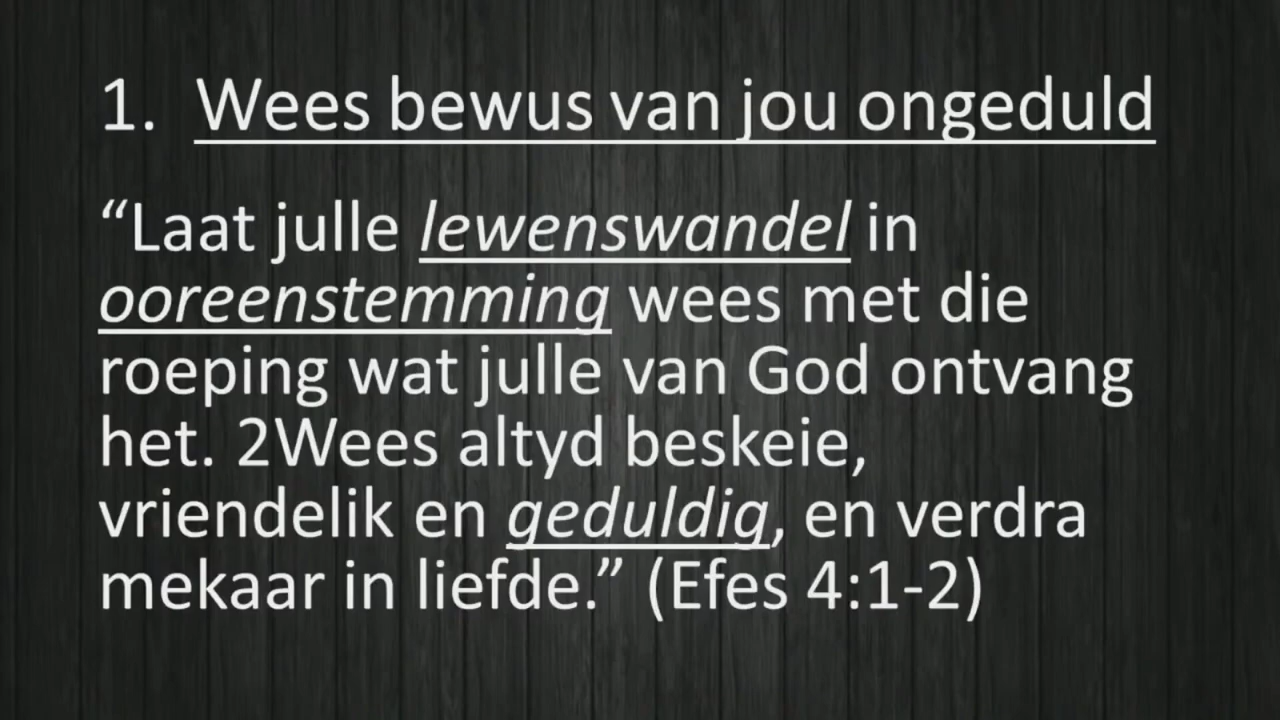 1. Wees bewus van jou ongeduld
“Laat julle lewenswandel in
ooreenstemming wees met die
roeping wat julle van God ontvang
het. 2Wees altyd beskeie,
vriendelik en geduldig, en verdra
mekaar in liefde.” (Efes 4:1-2)